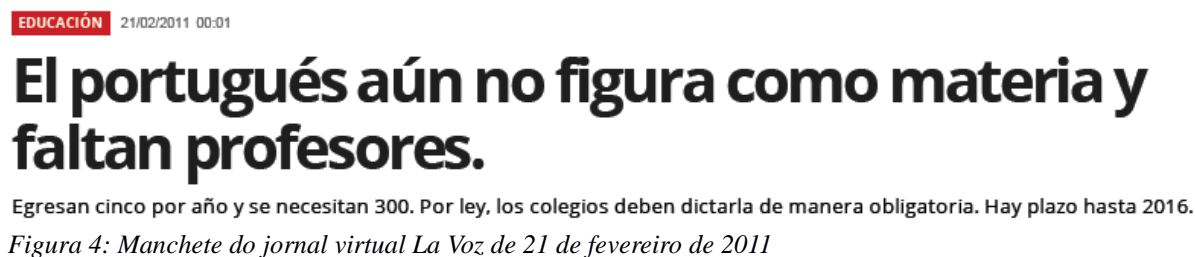 EDUCACIÓN 21/02/2011 00:01
El portugués aún no figura como materia y
faltan profesores.
Egresan cinco por año y se necesitan 300. Por ley, los colegios deben dictarla de manera obligatoria. Hay plazo hasta 2016.
Figura 4: Manchete do jornal virtual La Voz de 21 de fevereiro de 2011